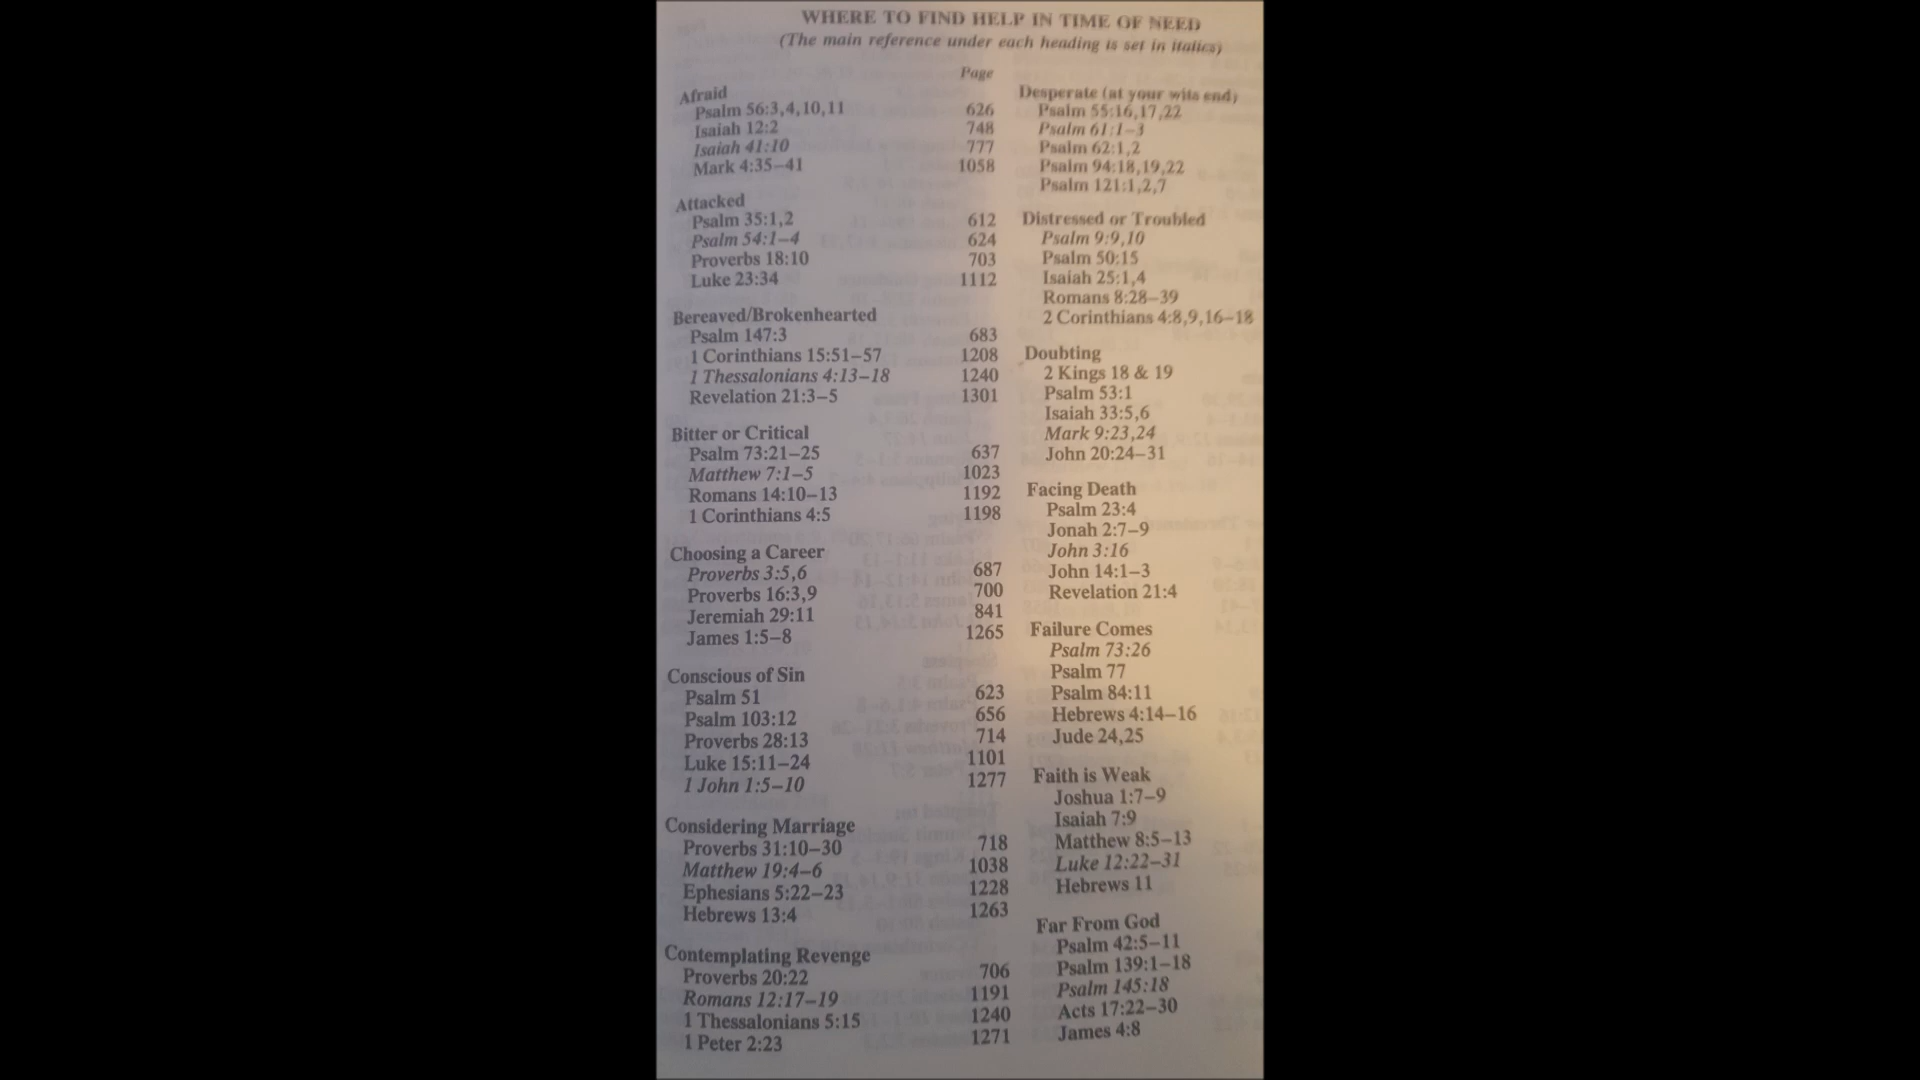 WHERE TO FIND HELP IN TIME OF NEED
(The main reference under each heading is set in italics)
Page
Afraid
Psalm 56:3,4,10,11 626
Isaiah 12:2 748
Isaiah 41:10 777
Mark 4:35–41 1058
Attacked
Psalm 35:1,2 612
Psalm 54:1–4 624
Proverbs 18:10 703
Luke 23:34 1112
Bereaved/Brokenhearted
Psalm 147:3 683
1 Corinthians 15:51–57 1208
1 Thessalonians 4:13–18 1240
Revelation 21:3–5 1301
Bitter or Critical
Psalm 73:21–25 637
Matthew 7:1–5 1023
Romans 14:10–13 1192
1 Corinthians 4:5 1198
Choosing a Career
Proverbs 3:5,6 687
Proverbs 16:3,9 700
Jeremiah 29:11 841
James 1:5–8 1265
Conscious of Sin
Psalm 51 623
Psalm 103:12 656
Proverbs 28:13 714
Luke 15:11–24 1101
1 John 1:5–10 1277
Considering Marriage
Proverbs 31:10–30 718
Matthew 19:4–6 1038
Ephesians 5:22–23 1228
Hebrews 13:4 1263
Contemplating Revenge
Proverbs 20:22 706
Romans 12:17–19 1191
1 Thessalonians 5:15 1240
1 Peter 2:23 1271
Desperate (at your wits end)
Psalm 55:16,17,22
Psalm 61:1–3
Psalm 62:1,2
Psalm 94:18,19,22
Psalm 121:1,2,7
Distressed or Troubled
Psalm 9:9,10
Psalm 50:15
Isaiah 25:1,4
Romans 8:28–39
2 Corinthians 4:8,9,16–18
Doubting
2 Kings 18 & 19
Psalm 53:1
Isaiah 33:5,6
Mark 9:23,24
John 20:24–31
Facing Death
Psalm 23:4
Jonah 2:7–9
John 3:16
John 14:1–3
Revelation 21:4
Failure Comes
Psalm 73:26
Psalm 77
Psalm 84:11
Hebrews 4:14–16
Jude 24,25
Faith is Weak
Joshua 1:7–9
Isaiah 7:9
Matthew 8:5–13
Luke 12:22–31
Hebrews 11
Far From God
Psalm 42:5–11
Psalm 139:1–18
Psalm 145:18
Acts 17:22–30
James 4:8